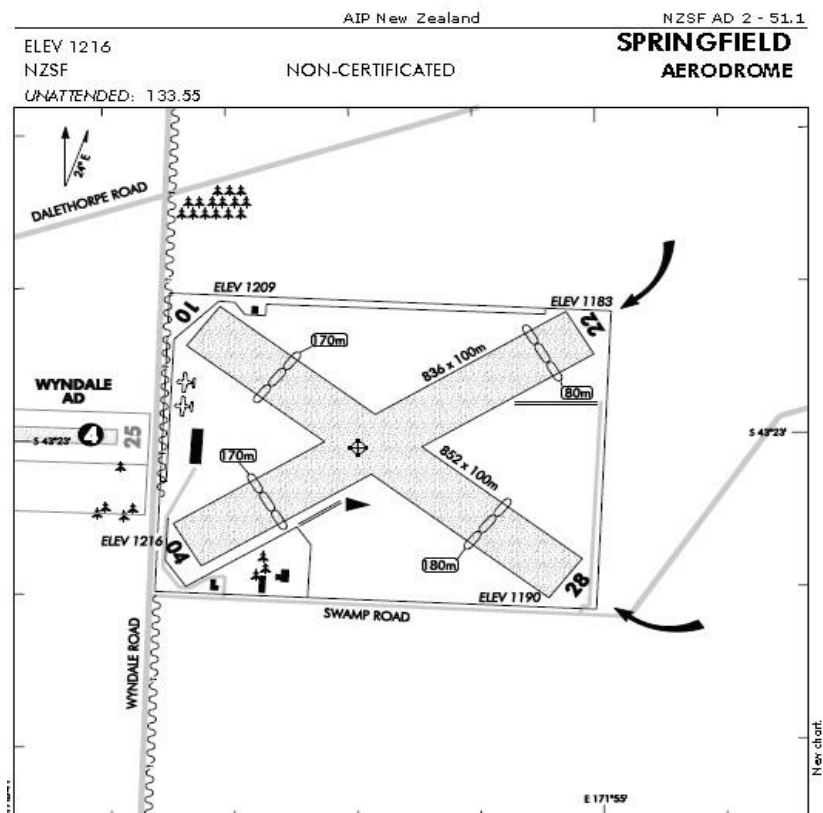 AIP New Zealand
NZSF AD 2 - 51.1
ELEV 1216
SPRINGFIELD
NZSF
NON-CERTIFICATED
AERODROME
UNATTENDED: 133.55
24° E
DALETHORPE ROAD
ELEV 1209
ELEV 1183
10
22
170m
836 x 100m
80m
WYNDALE
AD
4
25
S 43°23'
S 43°23'
170m
852 x 100m
ELEV 1216
04
180m
28
ELEV 1190
SWAMP ROAD
WYNDALE ROAD
New chart.
E 171°55'